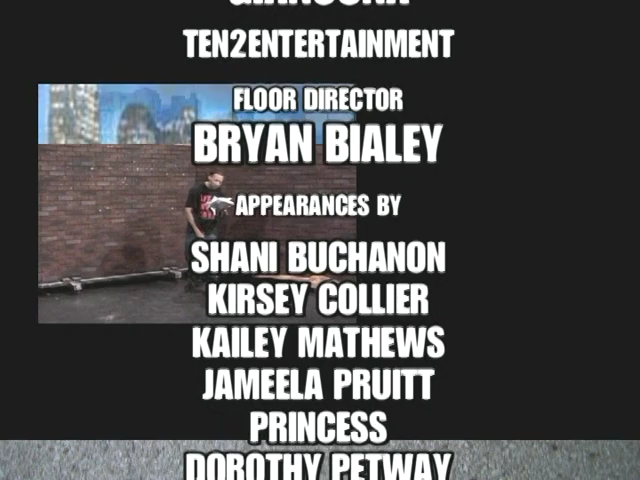 TEN2ENTERTAINMENT
FLOOR DIRECTOR
BRYAN BIALEY
APPEARANCES BY
SHANI BUCHANON
KIRSEY COLLIER
KAILEY MATHEWS
JAMEELA PRUITT
PRINCESS
DOROTHY PETWAY